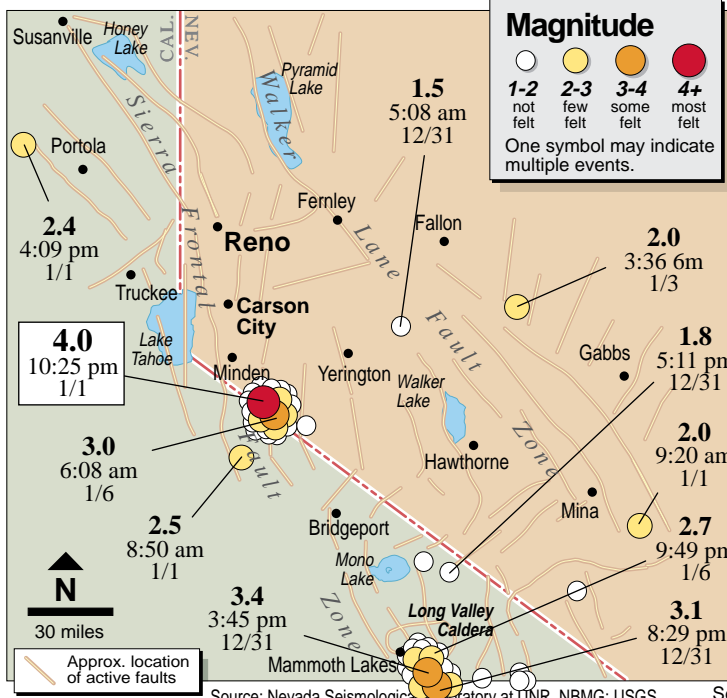 Magnitude
1-2 2-3 3-4 4+
not felt few felt some felt most felt
One symbol may indicate
multiple events.
Susanville
Honey
Lake
CAL.
NEV.
Pyramid
Lake
Walker
Lane
Fault
Zone
Sierra
Frontal
Fault
Zone
1.5
5:08 am
12/31
Portola
2.4
4:09 pm
1/1
Fernley
Reno
Fallon
2.0
3:36 6m
1/3
Truckee
Carson
City
Lake
Tahoe
4.0
10:25 pm
1/1
Minden
Yerington
Gabbs
1.8
5:11 pm
12/31
Walker
Lake
3.0
6:08 am
1/6
Hawthorne
2.0
9:20 am
1/1
Mina
2.5
8:50 am
1/1
Bridgeport
Mono
Lake
2.7
9:49 pm
1/6
N
30 miles
3.4
3:45 pm
12/31
Long Valley
Caldera
3.1
8:29 pm
12/31
Mammoth Lakes
Approx. location
of active faults
Source: Nevada Seismological at UNR, NBMG; USGS